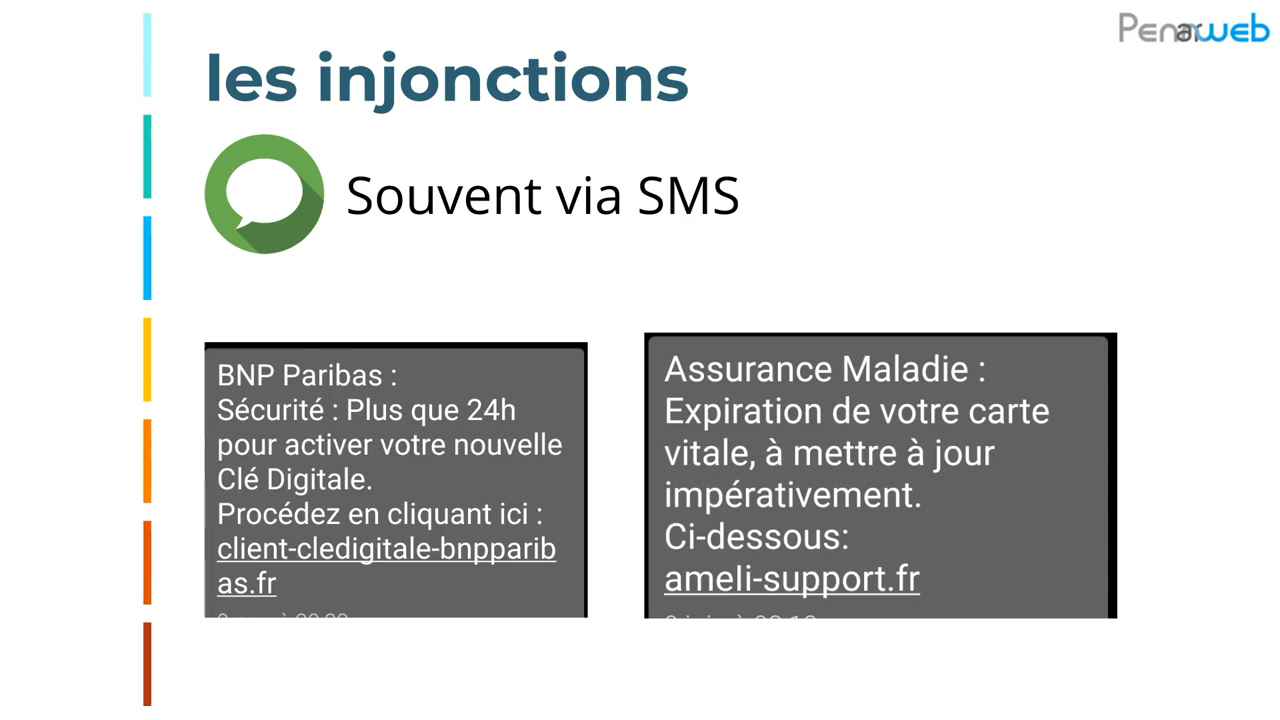 Penarweb
les injonctions
Souvent via SMS
BNP Paribas :
Sécurité : Plus que 24h
pour activer votre nouvelle
Clé Digitale.
Procédez en cliquant ici :
client-cledigitale-bnpparib
as.fr
Assurance Maladie :
Expiration de votre carte
vitale, à mettre à jour
impérativement.
Ci-dessous:
ameli-support.fr